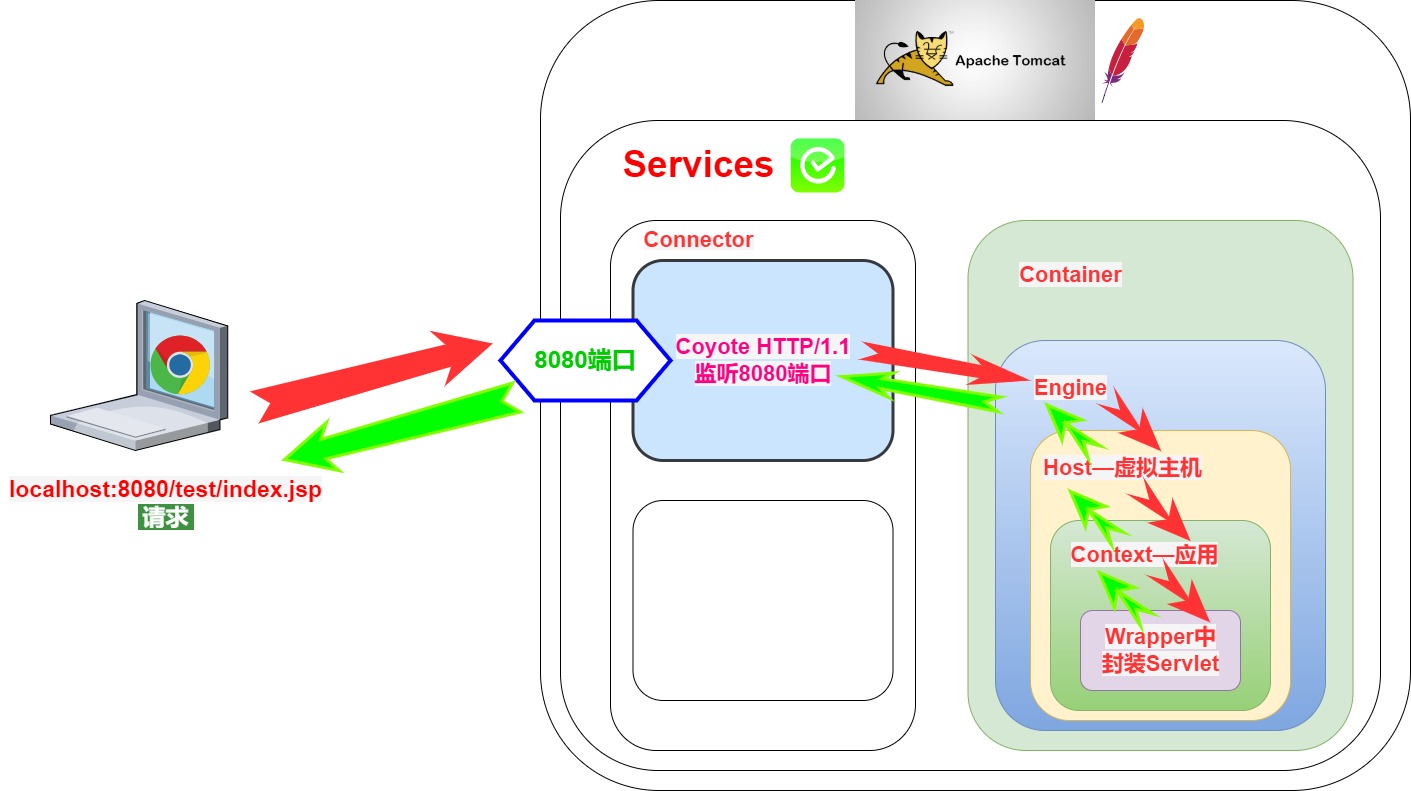 Apache Tomcat
Services
Connector
Container
8080端口
Coyote HTTP/1.1
监听8080端口
Engine
Host—虚拟主机
localhost:8080/test/index.jsp
请求
Context—应用
Wrapper中
封装Servlet